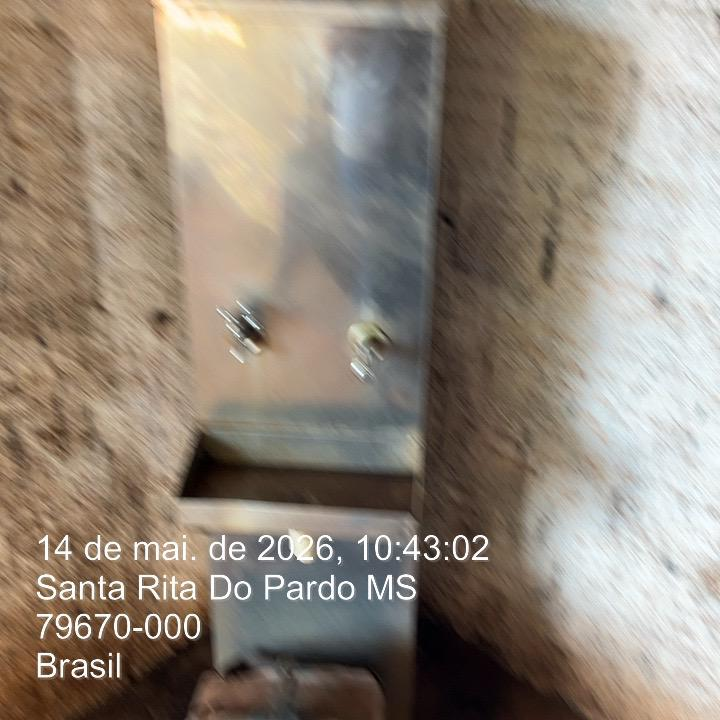 14 de mai. de 2026, 10:43:02
Santa Rita Do Pardo MS
79670-000
Brasil